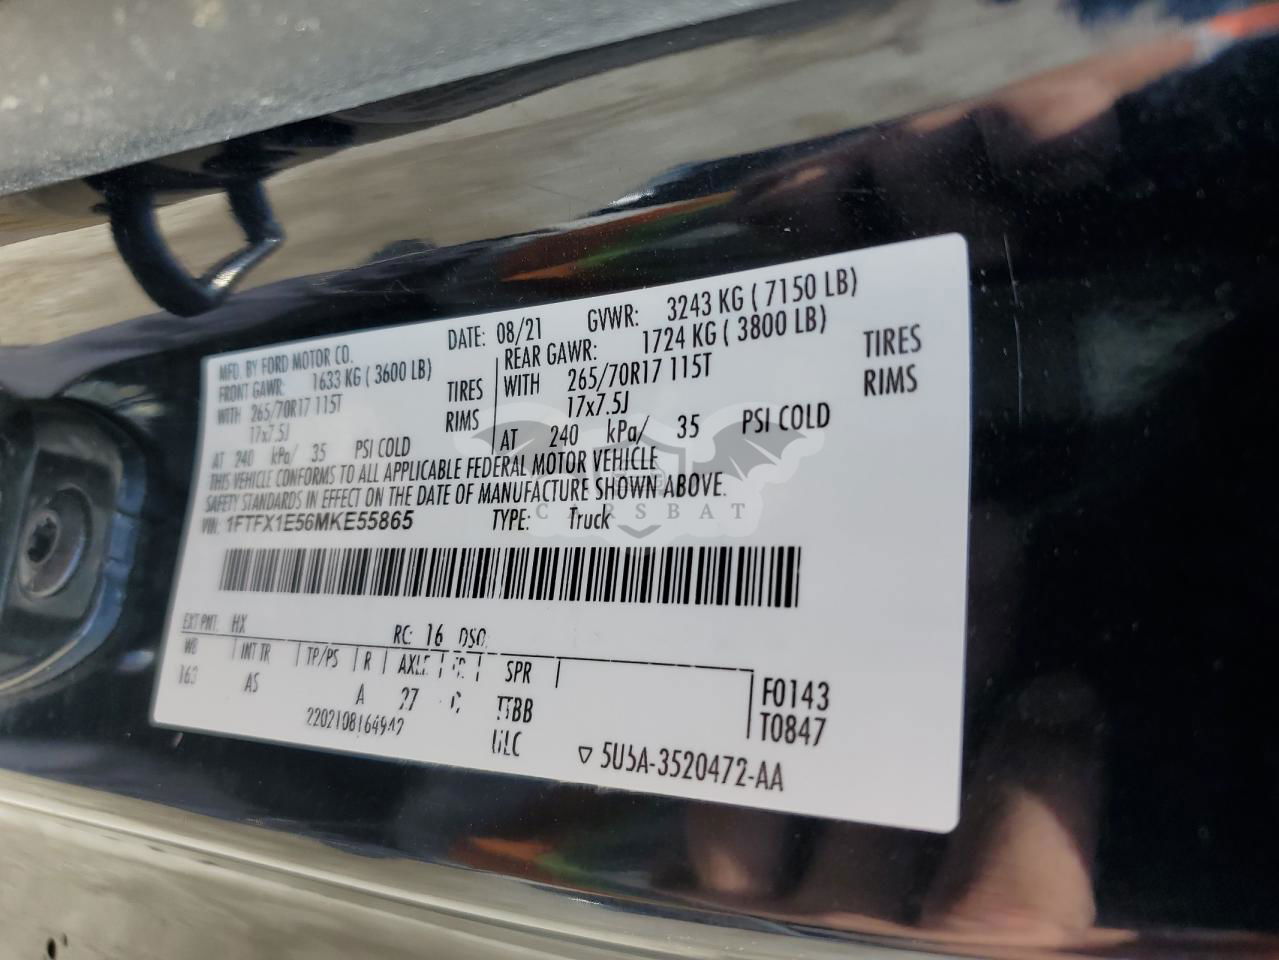 MFD. BY FORD MOTOR CO.
DATE: 08/21 GVWR: 3243 KG ( 7150 LB)
FRONT GAWR: 1633 KG ( 3600 LB)
WITH 265/70R17 115T TIRES
17x7.5J RIMS
AT 240 kPa/ 35 PSI COLD
REAR GAWR: 1724 KG ( 3800 LB)
WITH 265/70R17 115T TIRES
17x7.5J RIMS
AT 240 kPa/ 35 PSI COLD
THIS VEHICLE CONFORMS TO ALL APPLICABLE FEDERAL MOTOR VEHICLE
SAFETY STANDARDS IN EFFECT ON THE DATE OF MANUFACTURE SHOWN ABOVE.
CARSBAT
VIN: 1FTFX1E56MKE55865 TYPE: Truck
EXT PNT: HX RC: 16 DSO:
WB INT TR TP/PS R AXLE SPR
163 AS A 27 TTBB
F0143
T0847
2202108164942
5U5A-3520472-AA